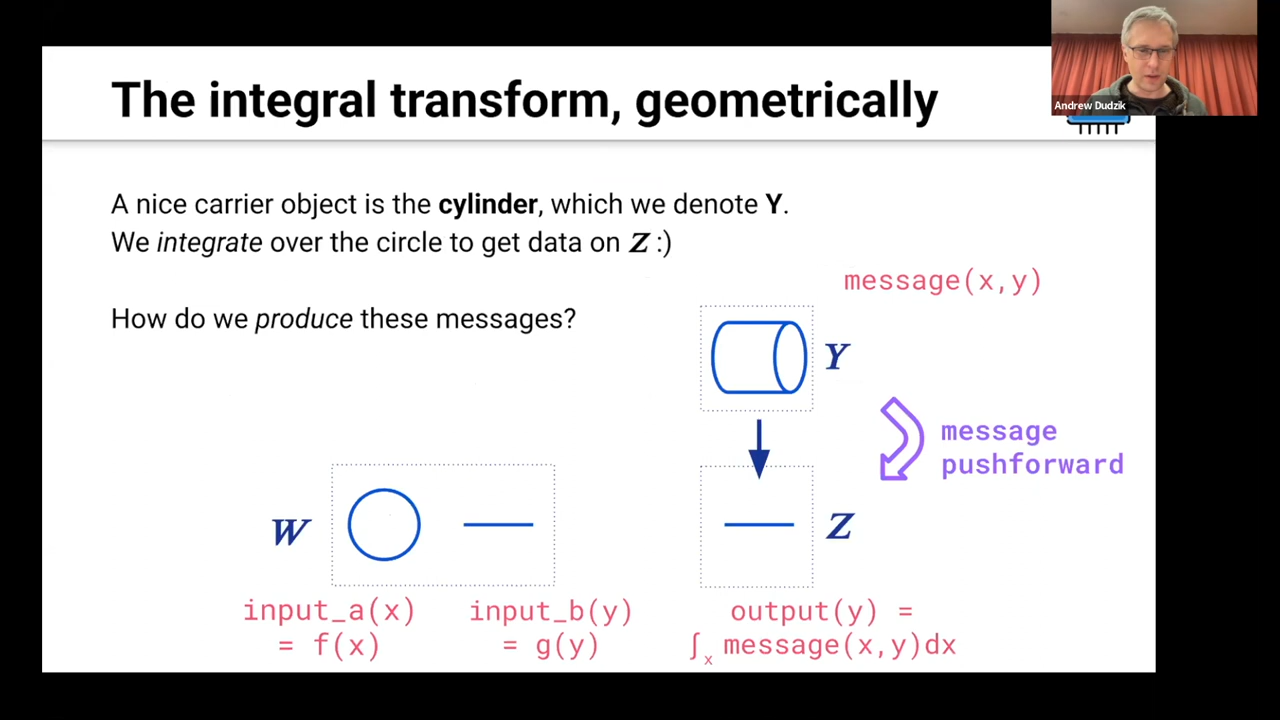 Andrew Dudzik
The integral transform, geometrically
A nice carrier object is the cylinder, which we denote Y.
We integrate over the circle to get data on Z :)
message(x,y)
How do we produce these messages?
Y
message
pushforward
W
Z
input_a(x)
= f(x)
input_b(y)
= g(y)
output(y) =
∫ₓ message(x,y)dx